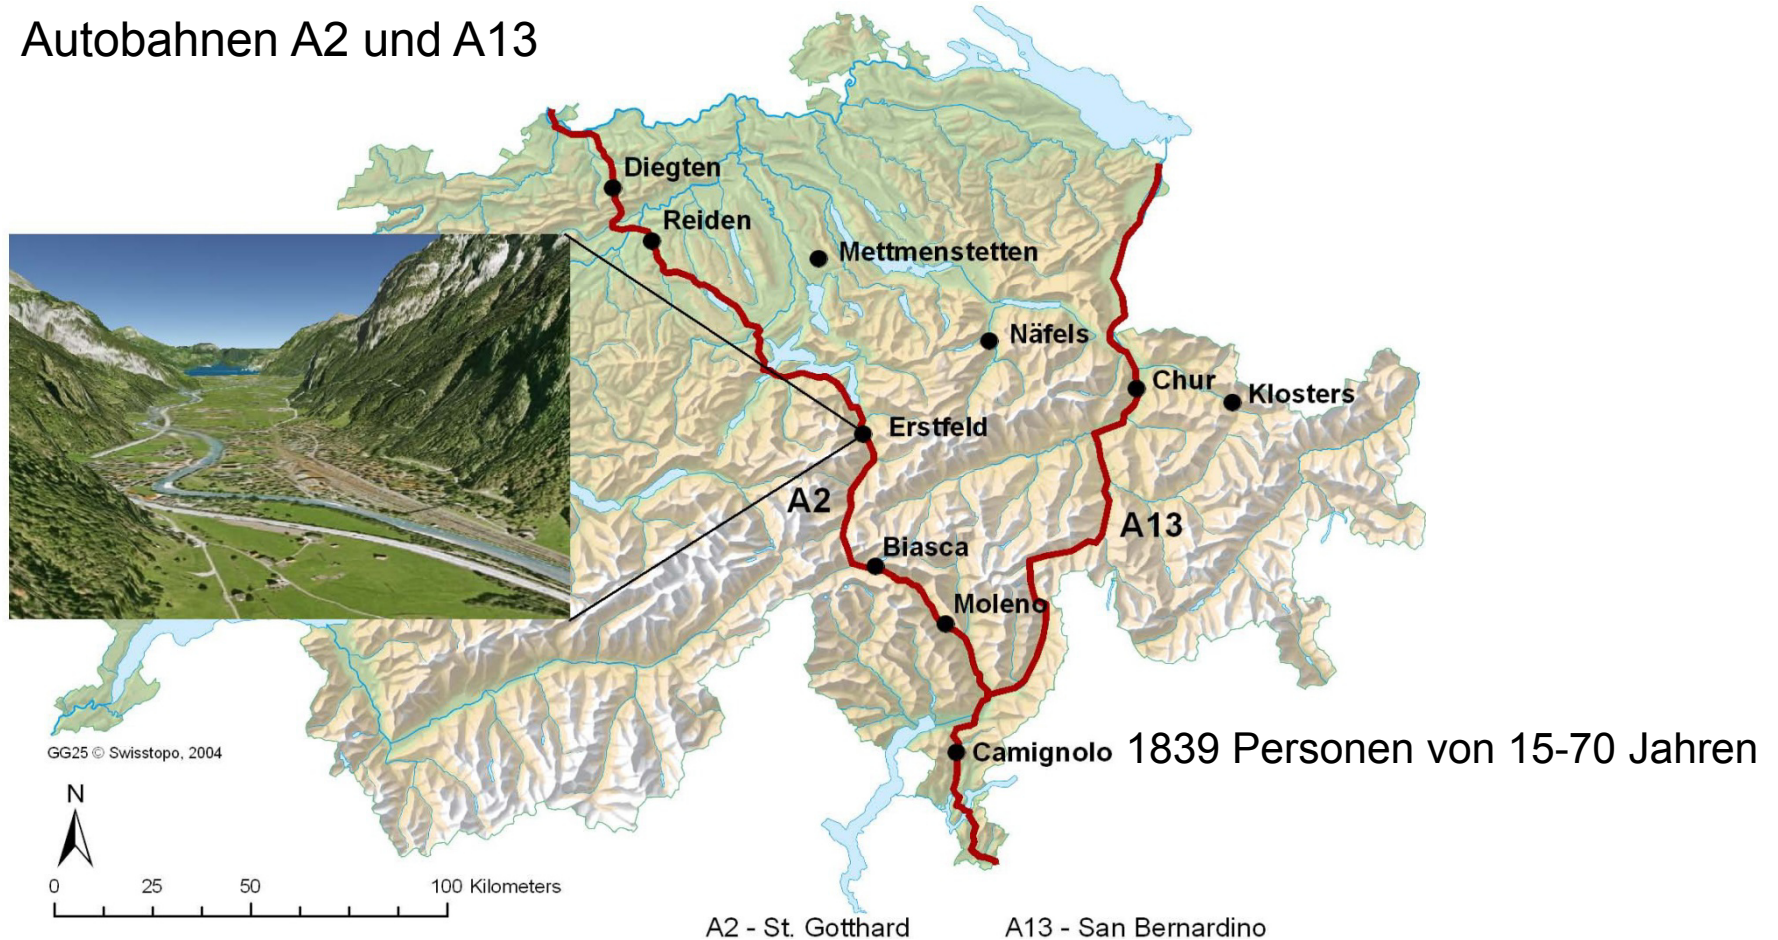 Autobahnen A2 und A13
Diegten
Reiden
Mettmenstetten
Näfels
Chur
Klosters
Erstfeld
A2
A13
Biasca
Moleno
Camignolo
1839 Personen von 15-70 Jahren
GG25 © Swisstopo, 2004
N
0 25 50 100 Kilometers
A2 - St. Gotthard
A13 - San Bernardino